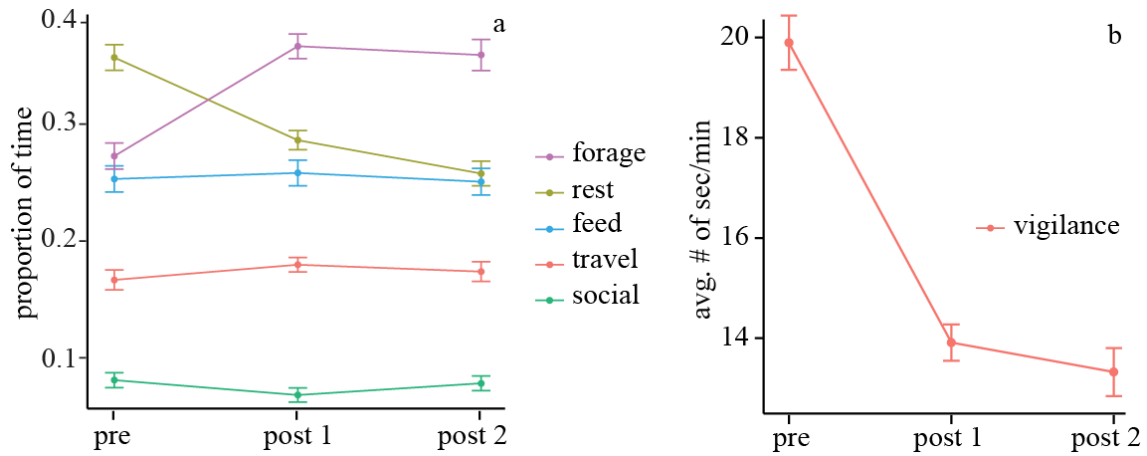 a
proportion of time
0.4
0.3
0.2
0.1
pre
post 1
post 2
forage
rest
feed
travel
social
b
avg. # of sec/min
20
18
16
14
pre
post 1
post 2
vigilance